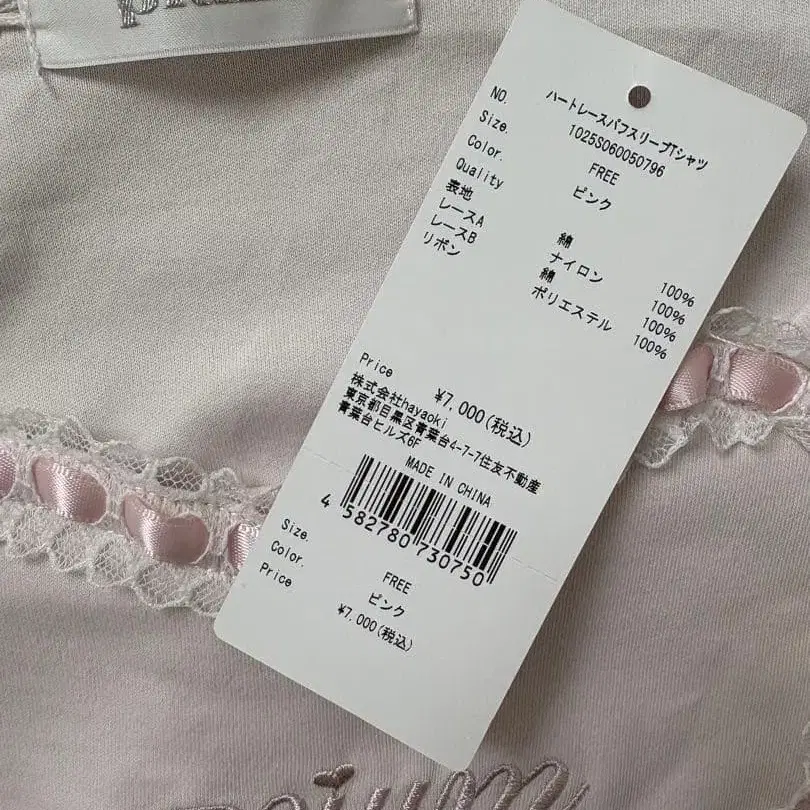 ハートレースパフスリーブTシャツ
NO. 1025S060050796
Size. FREE
Color. ピンク
Quality
表地 綿 100%
レースA ナイロン 100%
レースB 綿 100%
リボン ポリエステル 100%
Price ¥7,000(税込)
株式会社hayaoki
東京都目黒区青葉台4-7-7住友不動産
青葉台ヒルズ6F
MADE IN CHINA
4 582780 730750
Size. FREE
Color. ピンク
Price ¥7,000(税込)